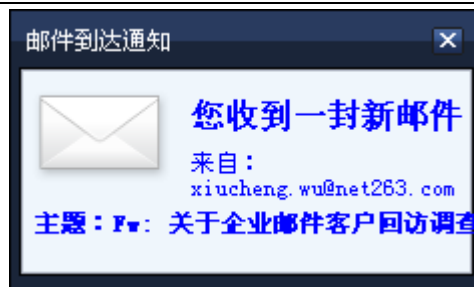 邮件到达通知
您收到一封新邮件
来自：
xiucheng.wu@net263.com
主题：Fw: 关于企业邮件客户回访调查